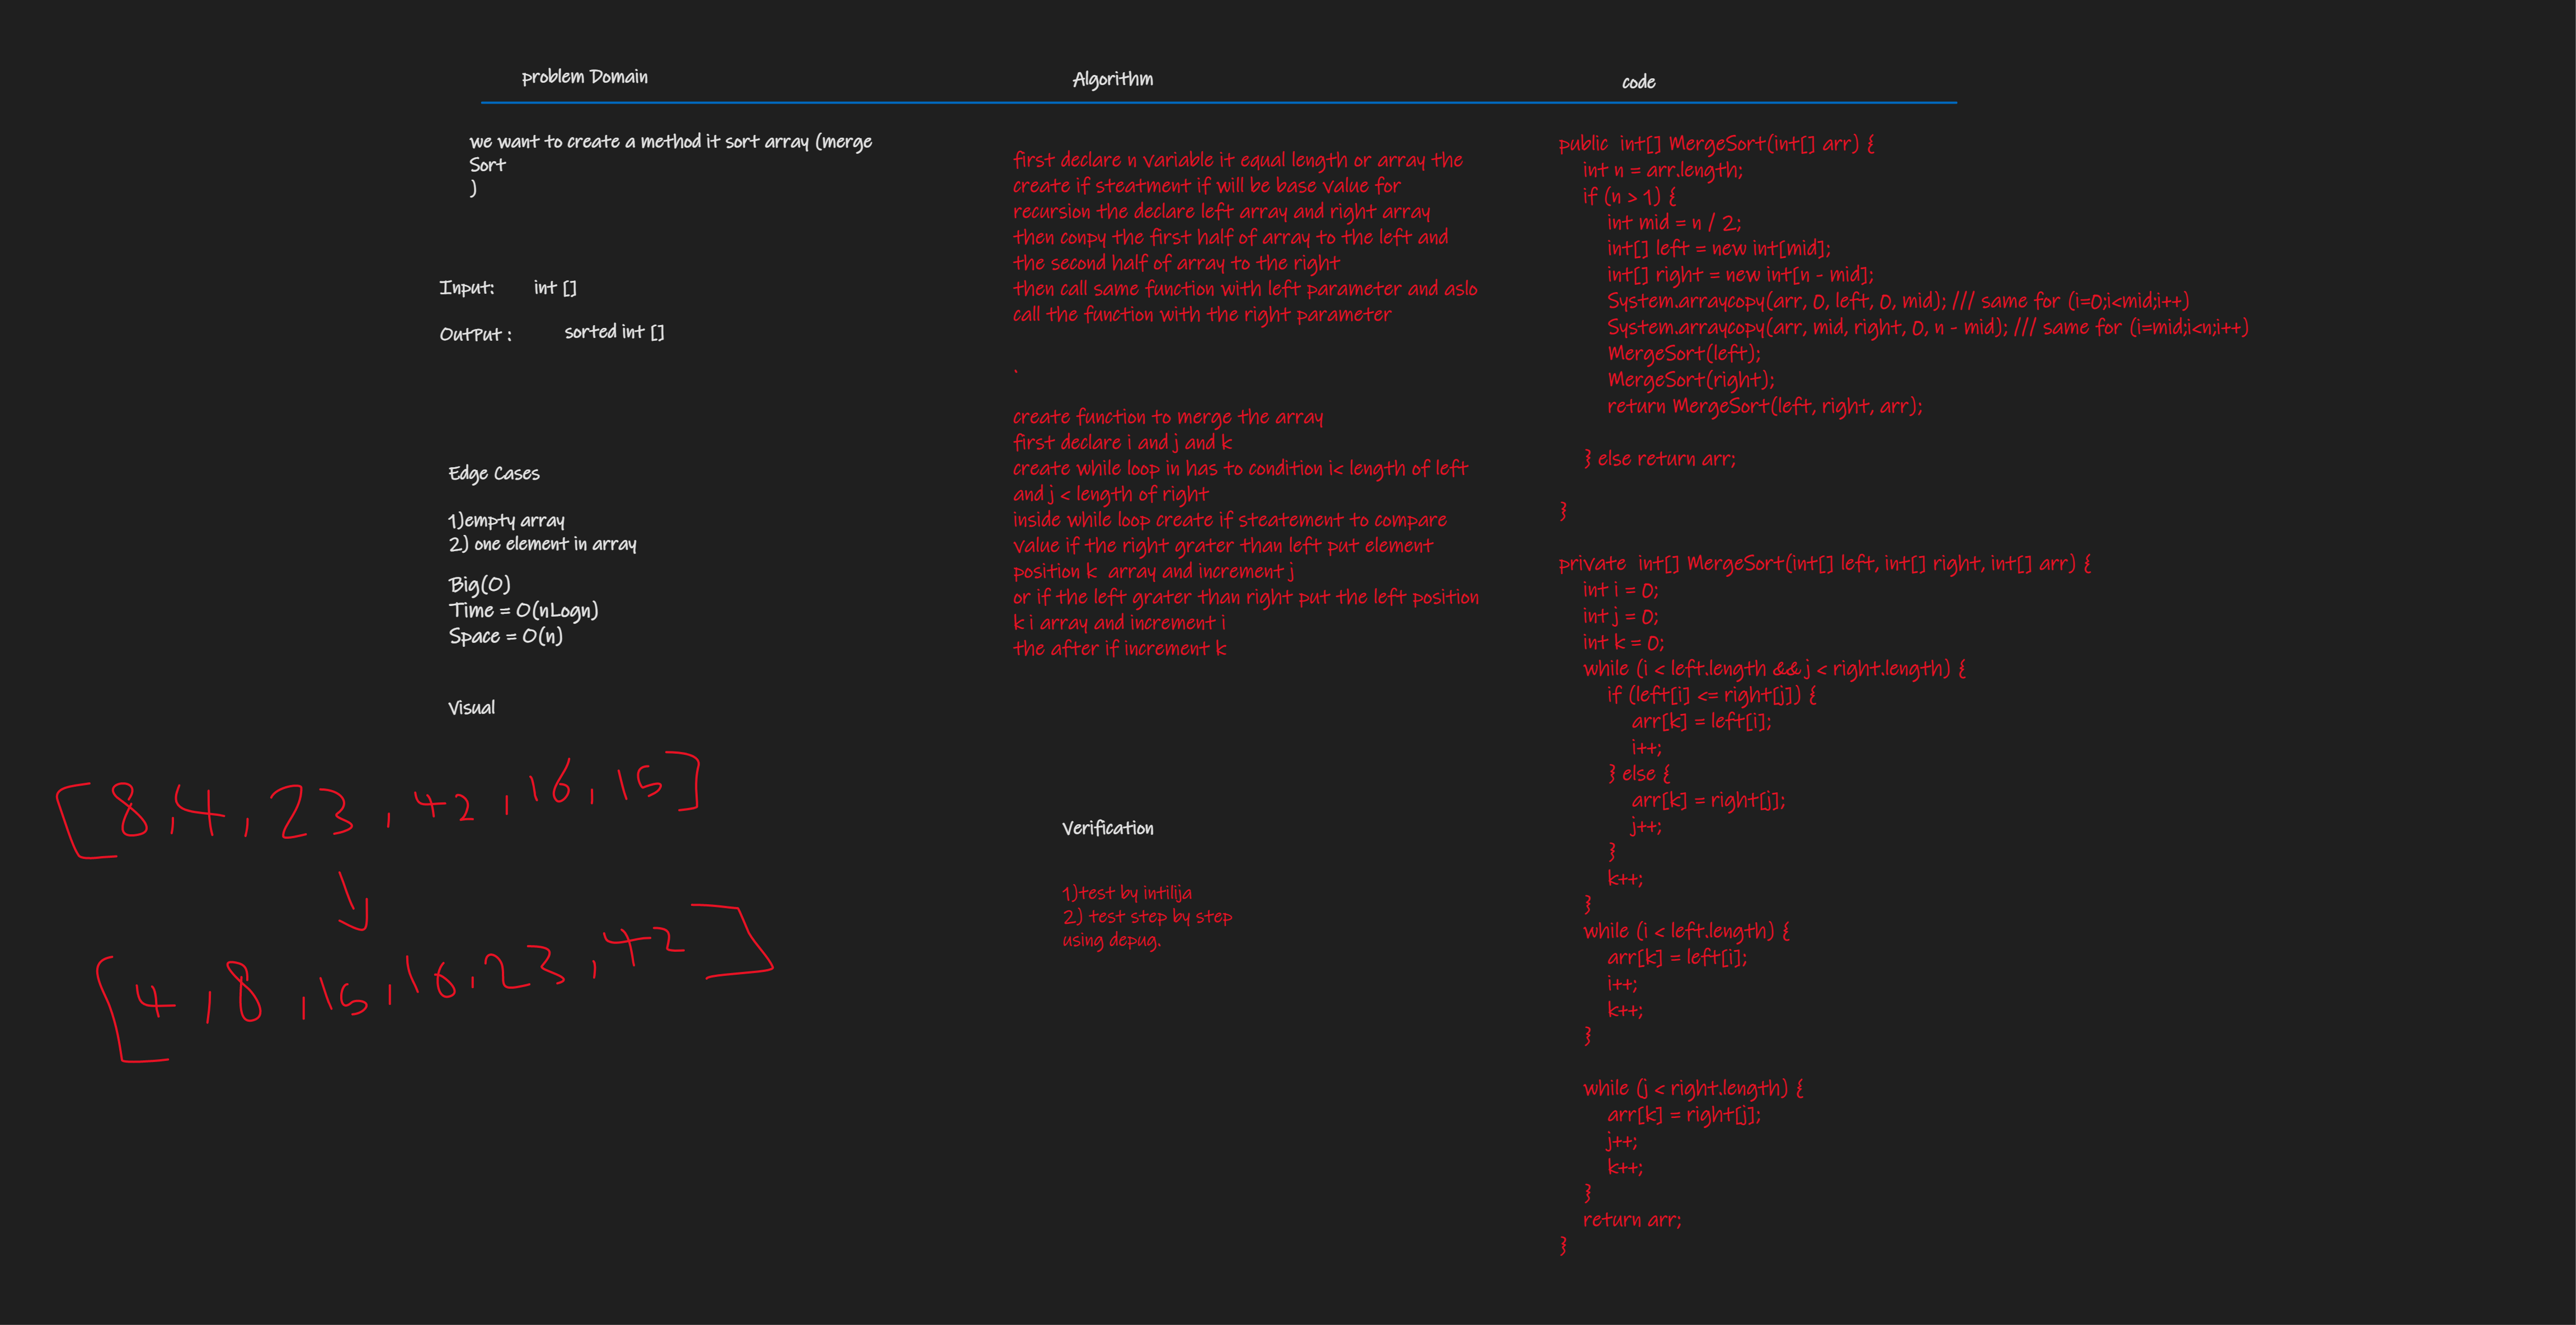 problem Domain
we want to create a method it sort array (merge
Sort
)
Input: int []
OutPut : sorted int []
Edge Cases
1)empty array
2) one element in array
Big(O)
Time = O(nLogn)
Space = O(n)
Visual
[8,4,23,42,16,15]
[4,8,15,16,23,42]
Algorithm
first declare n variable it equal length or array the
create if steatment if will be base value for
recursion the declare left array and right array
then conpy the first half of array to the left and
the second half of array to the right
then call same function with left parameter and aslo
call the function with the right parameter
.
create function to merge the array
first declare i and j and k
create while loop in has to condition i< length of left
and j < length of right
inside while loop create if steatement to compare
value if the right grater than left put element
position k  array and increment j
or if the left grater than right put the left position
k i array and increment i
the after if increment k
Verification
1)test by intilija
2) test step by step
using depug.
code
public  int[] MergeSort(int[] arr) {
int n = arr.length;
if (n > 1) {
int mid = n / 2;
int[] left = new int[mid];
int[] right = new int[n - mid];
System.arraycopy(arr, 0, left, 0, mid); /// same for (i=0;i<mid;i++)
System.arraycopy(arr, mid, right, 0, n - mid); /// same for (i=mid;i<n;i++)
MergeSort(left);
MergeSort(right);
return MergeSort(left, right, arr);
} else return arr;
}
private  int[] MergeSort(int[] left, int[] right, int[] arr) {
int i = 0;
int j = 0;
int k = 0;
while (i < left.length && j < right.length) {
if (left[i] <= right[j]) {
arr[k] = left[i];
i++;
} else {
arr[k] = right[j];
j++;
}
k++;
}
while (i < left.length) {
arr[k] = left[i];
i++;
k++;
}
while (j < right.length) {
arr[k] = right[j];
j++;
k++;
}
return arr;
}